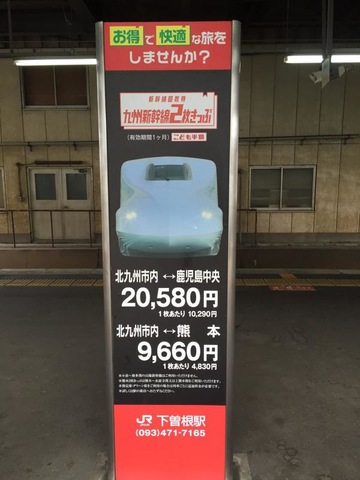 お得で快適な旅を
しませんか？
新幹線回数券
九州新幹線2枚きっぷ
(有効期間1ヶ月) こども半額
北九州市内 ↔ 鹿児島中央
20,580円
1枚あたり 10,290円
北九州市内 ↔ 熊本
9,660円
1枚あたり 4,830円
JR 下曽根駅
(093)471-7165